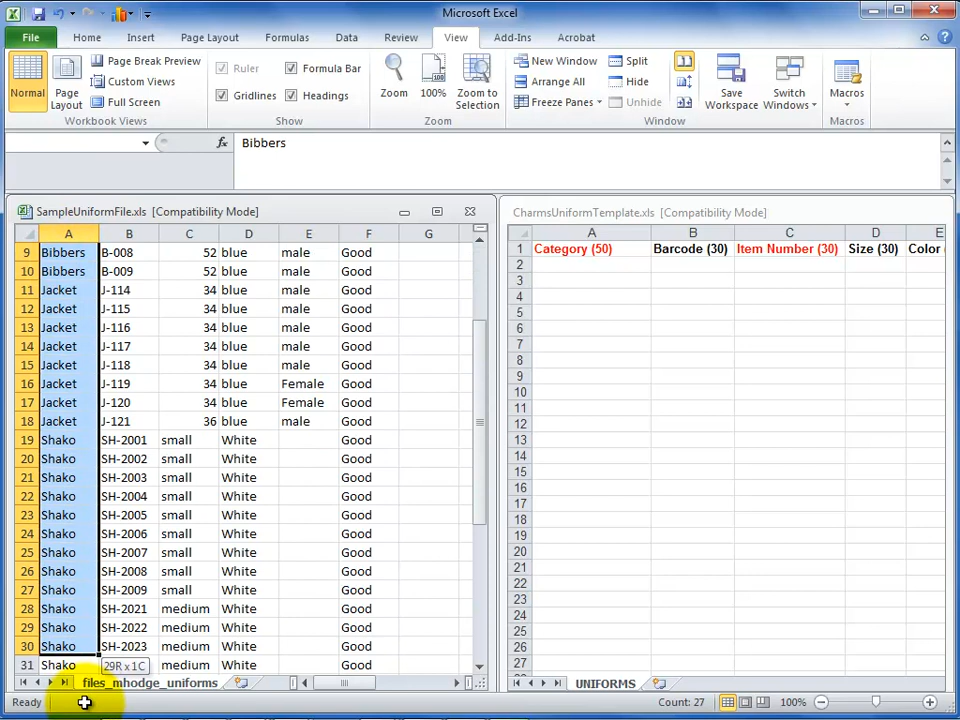 Microsoft Excel
File Home Insert Page Layout Formulas Data Review View Add-Ins Acrobat
Normal
Page Layout
Page Break Preview
Custom Views
Full Screen
Workbook Views
Ruler
Formula Bar
Gridlines
Headings
Show
Zoom
100%
Zoom to Selection
Zoom
New Window
Arrange All
Freeze Panes
Split
Hide
Unhide
Save Workspace
Switch Windows
Window
Macros
Macros
fx Bibbers
SampleUniformFile.xls [Compatibility Mode]
A B C D E F G
9 Bibbers B-008 52 blue male Good
10 Bibbers B-009 52 blue male Good
11 Jacket J-114 34 blue male Good
12 Jacket J-115 34 blue male Good
13 Jacket J-116 34 blue male Good
14 Jacket J-117 34 blue male Good
15 Jacket J-118 34 blue male Good
16 Jacket J-119 34 blue Female Good
17 Jacket J-120 34 blue Female Good
18 Jacket J-121 36 blue male Good
19 Shako SH-2001 small White Good
20 Shako SH-2002 small White Good
21 Shako SH-2003 small White Good
22 Shako SH-2004 small White Good
23 Shako SH-2005 small White Good
24 Shako SH-2006 small White Good
25 Shako SH-2007 small White Good
26 Shako SH-2008 small White Good
27 Shako SH-2009 small White Good
28 Shako SH-2021 medium White Good
29 Shako SH-2022 medium White Good
30 Shako SH-2023 medium White Good
31 Shako 29R x 1C medium White Good
files_mhodge_uniforms
CharmsUniformTemplate.xls [Compatibility Mode]
A B C D E
1 Category (50) Barcode (30) Item Number (30) Size (30) Color
2
3
4
5
6
7
8
9
10
11
12
13
14
15
16
17
18
19
20
21
22
23
24
25
26
27
UNIFORMS
Ready
Count: 27
100%